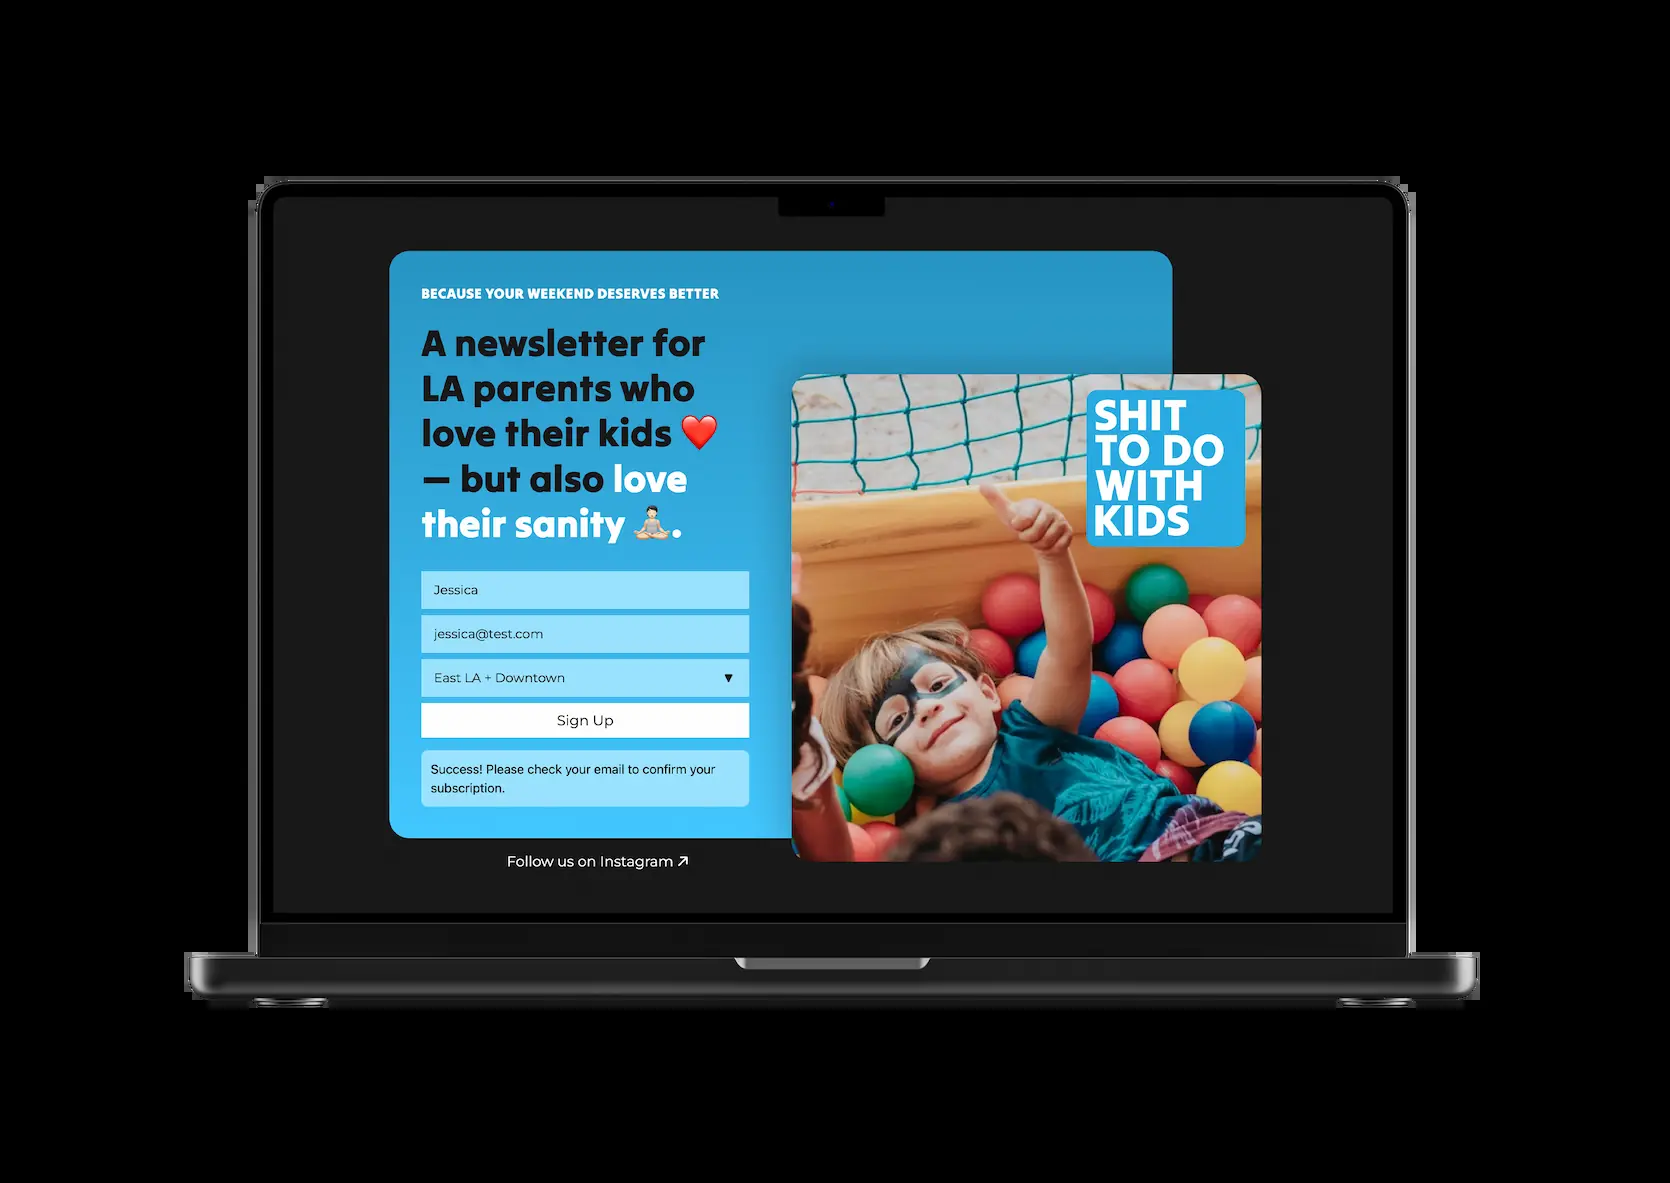 BECAUSE YOUR WEEKEND DESERVES BETTER
A newsletter for
LA parents who
love their kids ❤️
— but also love
their sanity 🧘🏻.
Jessica
jessica@test.com
East LA + Downtown ▼
Sign Up
Success! Please check your email to confirm your
subscription.
Follow us on Instagram ↗
SHIT
TO DO
WITH
KIDS